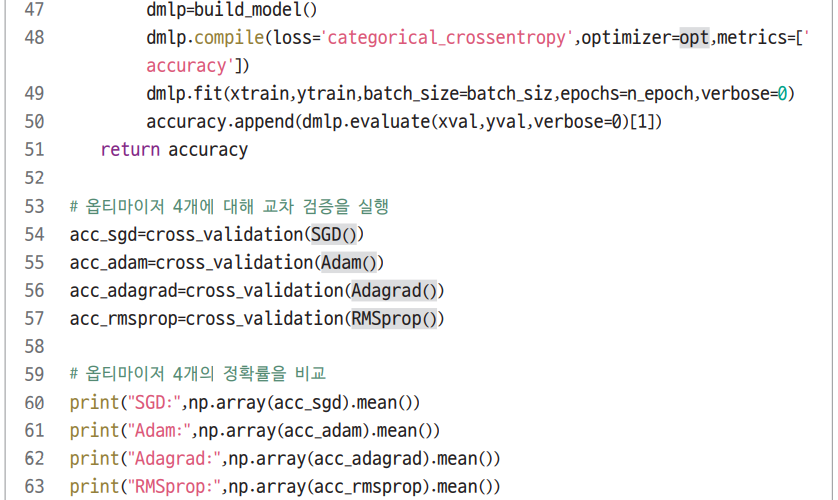 47 dmlp=build_model()
48 dmlp.compile(loss='categorical_crossentropy',optimizer=opt,metrics=['
accuracy'])
49 dmlp.fit(xtrain,ytrain,batch_size=batch_siz,epochs=n_epoch,verbose=0)
50 accuracy.append(dmlp.evaluate(xval,yval,verbose=0)[1])
51 return accuracy
52
53 # 옵티마이저 4개에 대해 교차 검증을 실행
54 acc_sgd=cross_validation(SGD())
55 acc_adam=cross_validation(Adam())
56 acc_adagrad=cross_validation(Adagrad())
57 acc_rmsprop=cross_validation(RMSprop())
58
59 # 옵티마이저 4개의 정확률을 비교
60 print("SGD:",np.array(acc_sgd).mean())
61 print("Adam:",np.array(acc_adam).mean())
62 print("Adagrad:",np.array(acc_adagrad).mean())
63 print("RMSprop:",np.array(acc_rmsprop).mean())